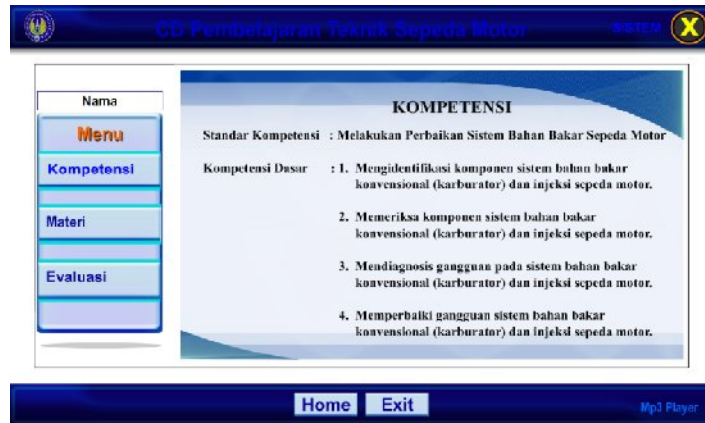 CD Pembelajaran Teknik Sepeda Motor
SISTEM
X
Nama
Menu
Kompetensi
Materi
Evaluasi
KOMPETENSI
Standar Kompetensi : Melakukan Perbaikan Sistem Bahan Bakar Sepeda Motor
Kompetensi Dasar : 1. Mengidentifikasi komponen sistem bahan bakar
konvensional (karburator) dan injeksi sepeda motor.
2. Memeriksa komponen sistem bahan bakar
konvensional (karburator) dan injeksi sepeda motor.
3. Mendiagnosis gangguan pada sistem bahan bakar
konvensional (karburator) dan injeksi sepeda motor.
4. Memperbaiki gangguan sistem bahan bakar
konvensional (karburator) dan injeksi sepeda motor.
Home Exit
Mp3 Player